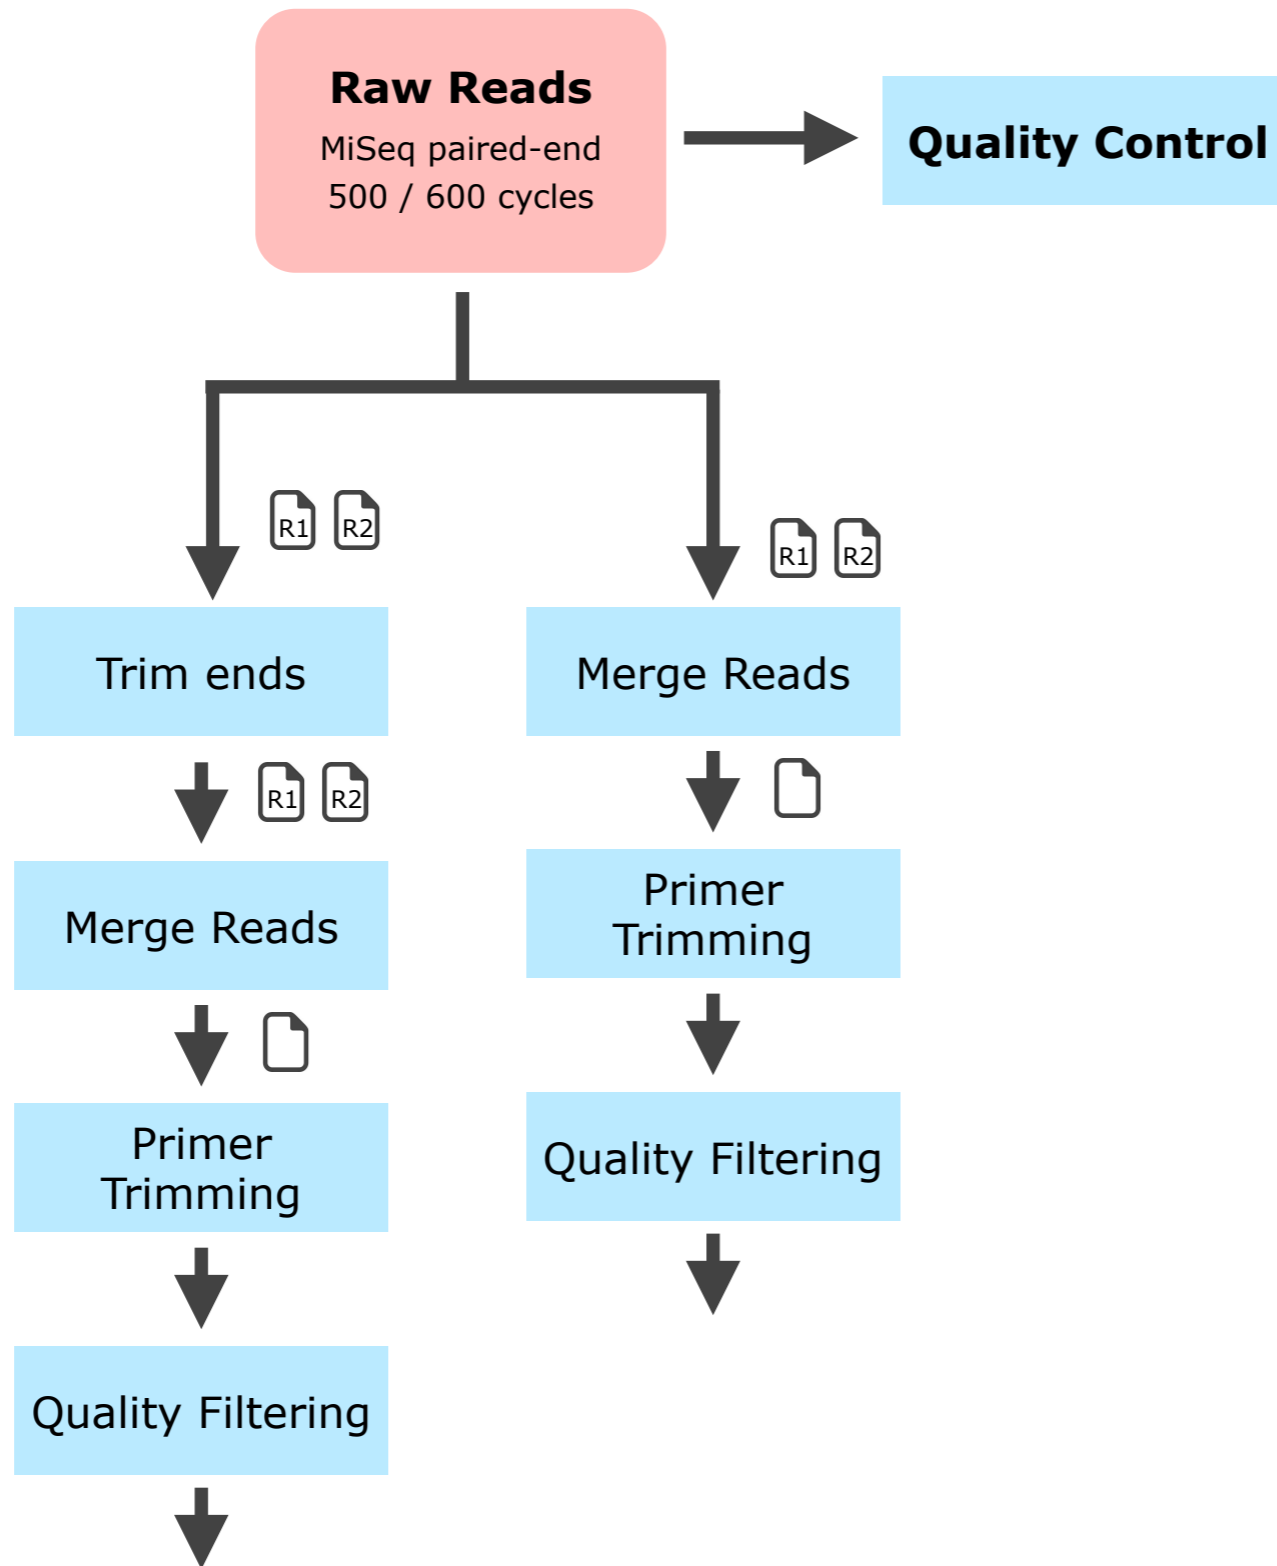 Raw Reads
MiSeq paired-end
500 / 600 cycles
Quality Control
R1 R2
R1 R2
Trim ends
Merge Reads
R1 R2
Primer
Trimming
Merge Reads
Quality Filtering
Primer
Trimming
Quality Filtering